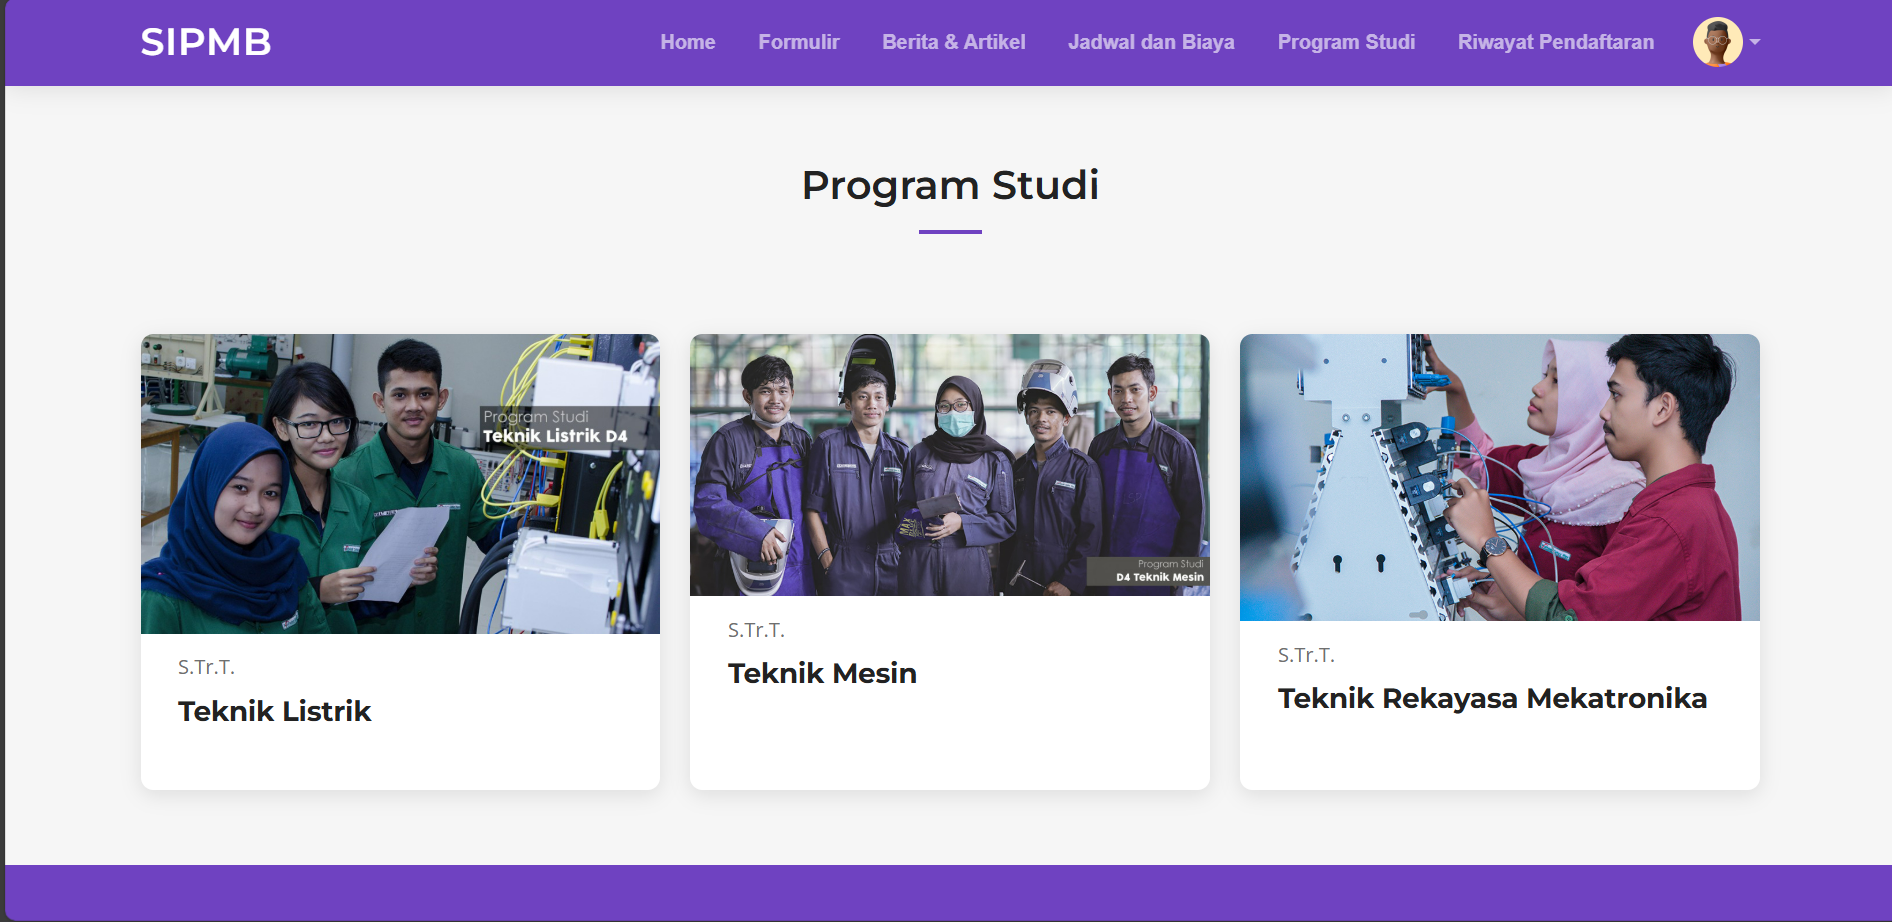 SIPMB
Home
Formulir
Berita & Artikel
Jadwal dan Biaya
Program Studi
Riwayat Pendaftaran
Program Studi
Program Studi
Teknik Listrik D4
S.Tr.T.
Teknik Listrik
Program Studi
D4 Teknik Mesin
S.Tr.T.
Teknik Mesin
S.Tr.T.
Teknik Rekayasa Mekatronika